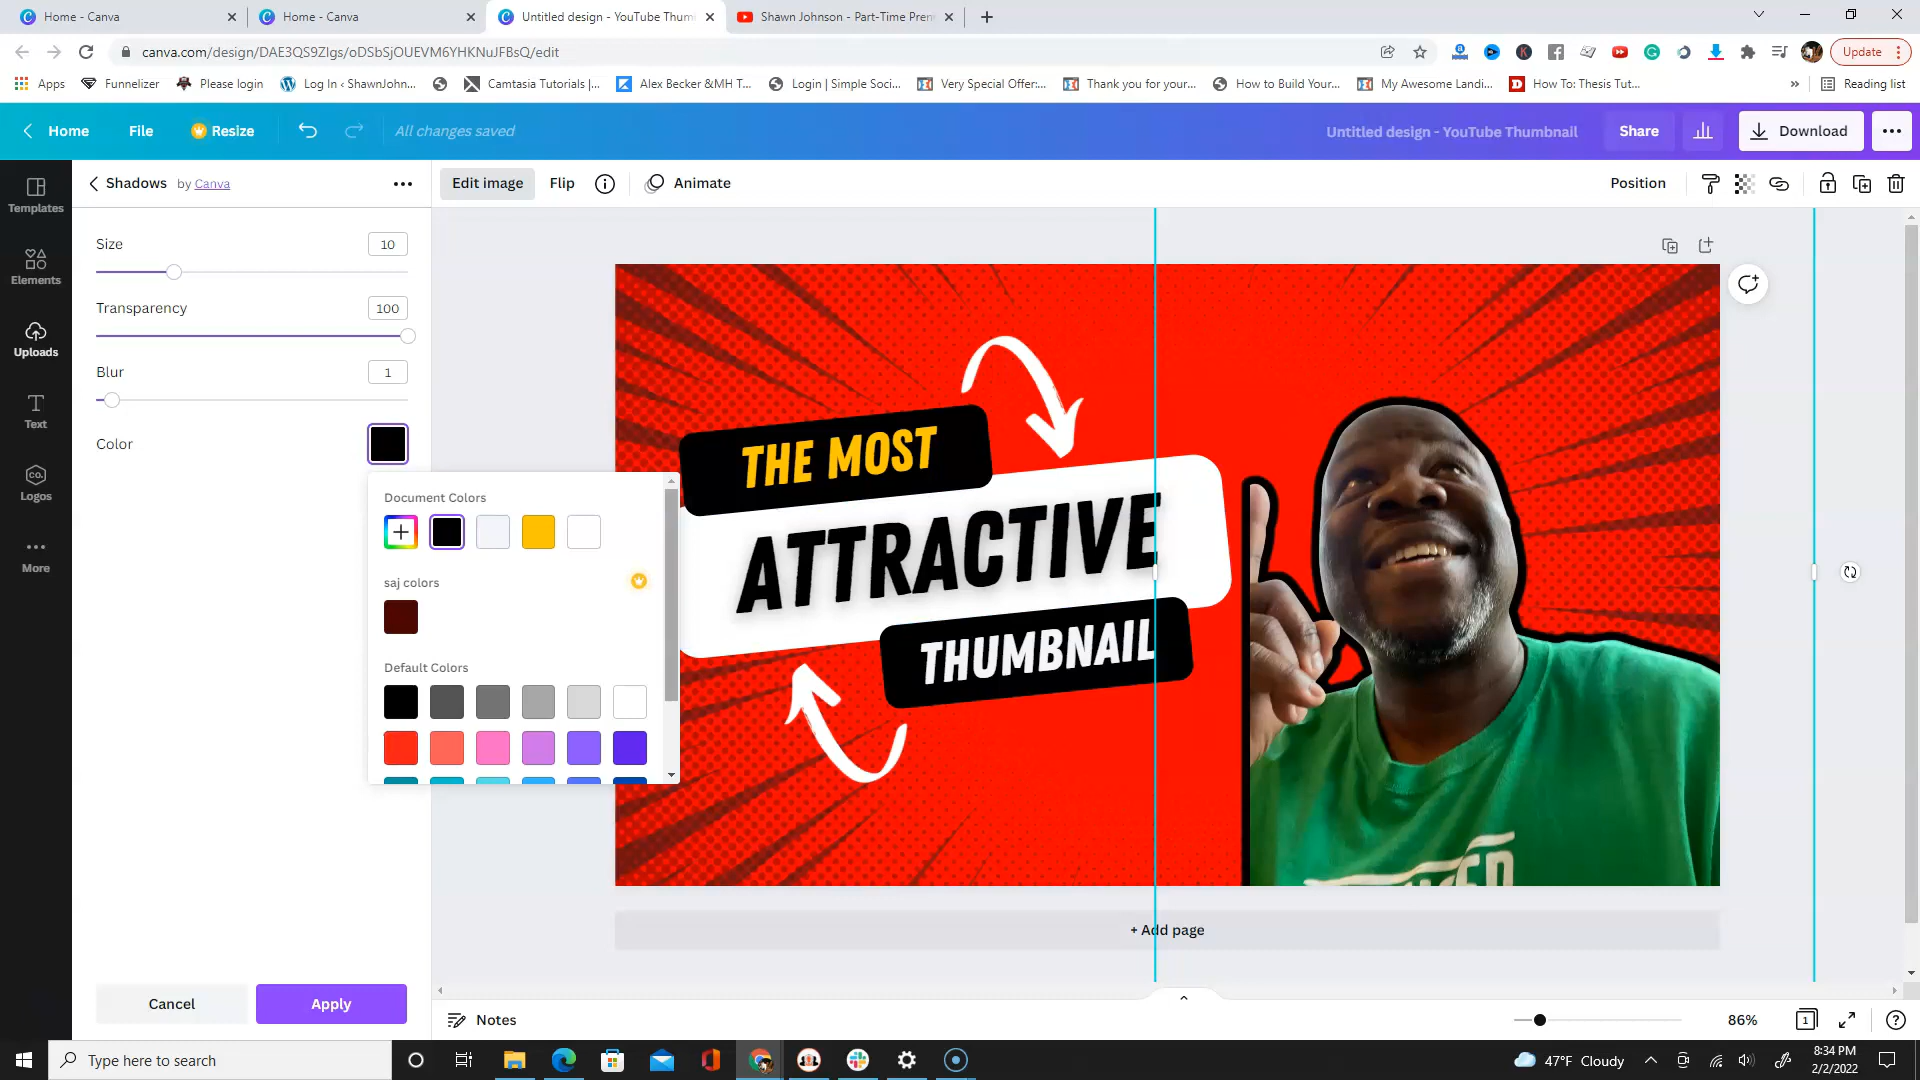 Home - Canva
Home - Canva
Untitled design - YouTube Thum
Shawn Johnson - Part-Time Pren
canva.com/design/DAE3QS9ZIgs/oDSbSjOUEVM6YHKNuJFBsQ/edit
Update
Apps
Funnelizer
Please login
Log In ‹ ShawnJohn...
Camtasia Tutorials |...
Alex Becker &MH T...
Login | Simple Soci...
Very Special Offer:...
Thank you for your...
How to Build Your...
My Awesome Landi...
How To: Thesis Tut...
Reading list
Home
File
Resize
All changes saved
Untitled design - YouTube Thumbnail
Share
Download
Templates
Elements
Uploads
Text
CO.
Logos
More
Shadows by Canva
Edit image
Flip
Animate
Position
Size
10
Transparency
100
Blur
1
Color
Document Colors
saj colors
Default Colors
THE MOST
ATTRACTIVE
THUMBNAIL
+ Add page
Cancel
Apply
Notes
86%
1
Type here to search
47°F Cloudy
8:34 PM
2/2/2022